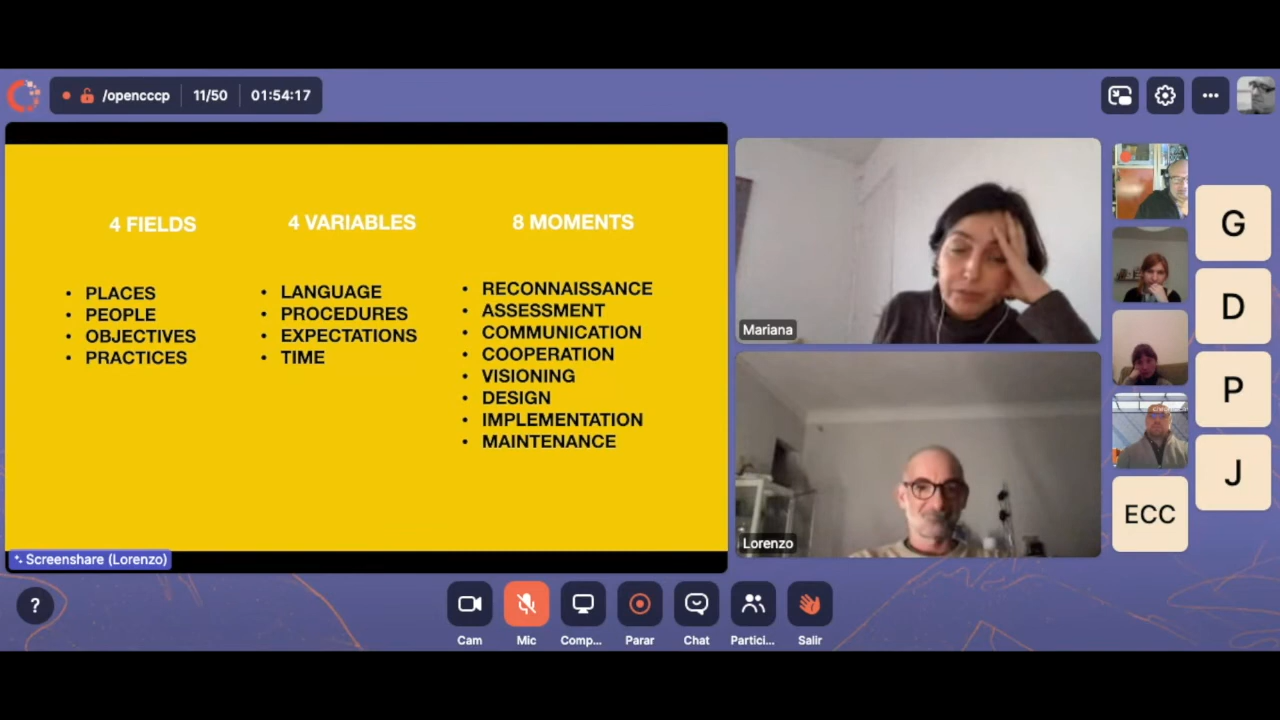 /opencccp
11/50
01:54:17
4 FIELDS
• PLACES
• PEOPLE
• OBJECTIVES
• PRACTICES
4 VARIABLES
• LANGUAGE
• PROCEDURES
• EXPECTATIONS
• TIME
8 MOMENTS
• RECONNAISSANCE
• ASSESSMENT
• COMMUNICATION
• COOPERATION
• VISIONING
• DESIGN
• IMPLEMENTATION
• MAINTENANCE
Screenshare (Lorenzo)
Mariana
Lorenzo
ECC
G
D
P
J
?
Cam
Mic
Comp...
Parar
Chat
Partici...
Salir